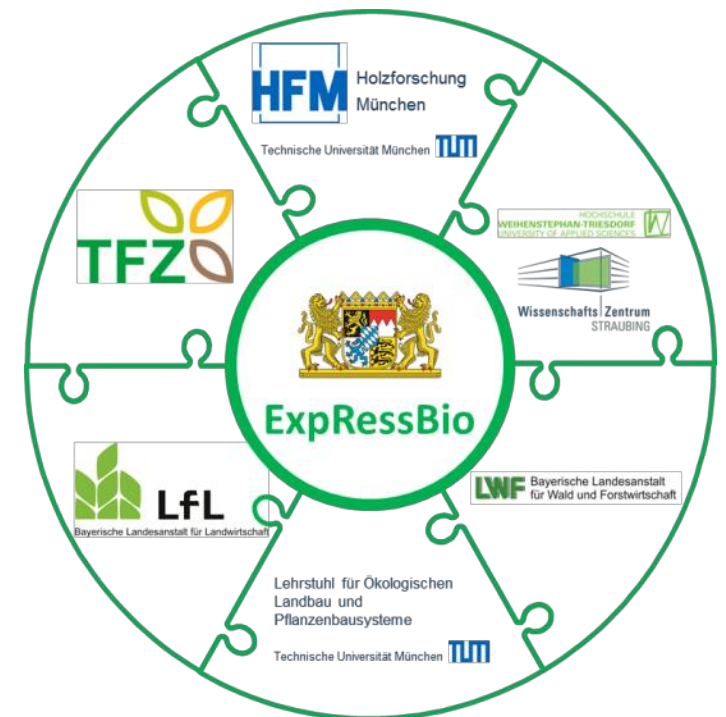 HFM Holzforschung
München
Technische Universität München TUM
TFZ
HOCHSCHULE
WEIHENSTEPHAN-TRIESDORF
UNIVERSITY OF APPLIED SCIENCES
Wissenschafts Zentrum
STRAUBING
ExpRessBio
LfL
Bayerische Landesanstalt für Landwirtschaft
LWF Bayerische Landesanstalt
für Wald und Forstwirtschaft
Lehrstuhl für Ökologischen
Landbau und
Pflanzenbausysteme
Technische Universität München TUM